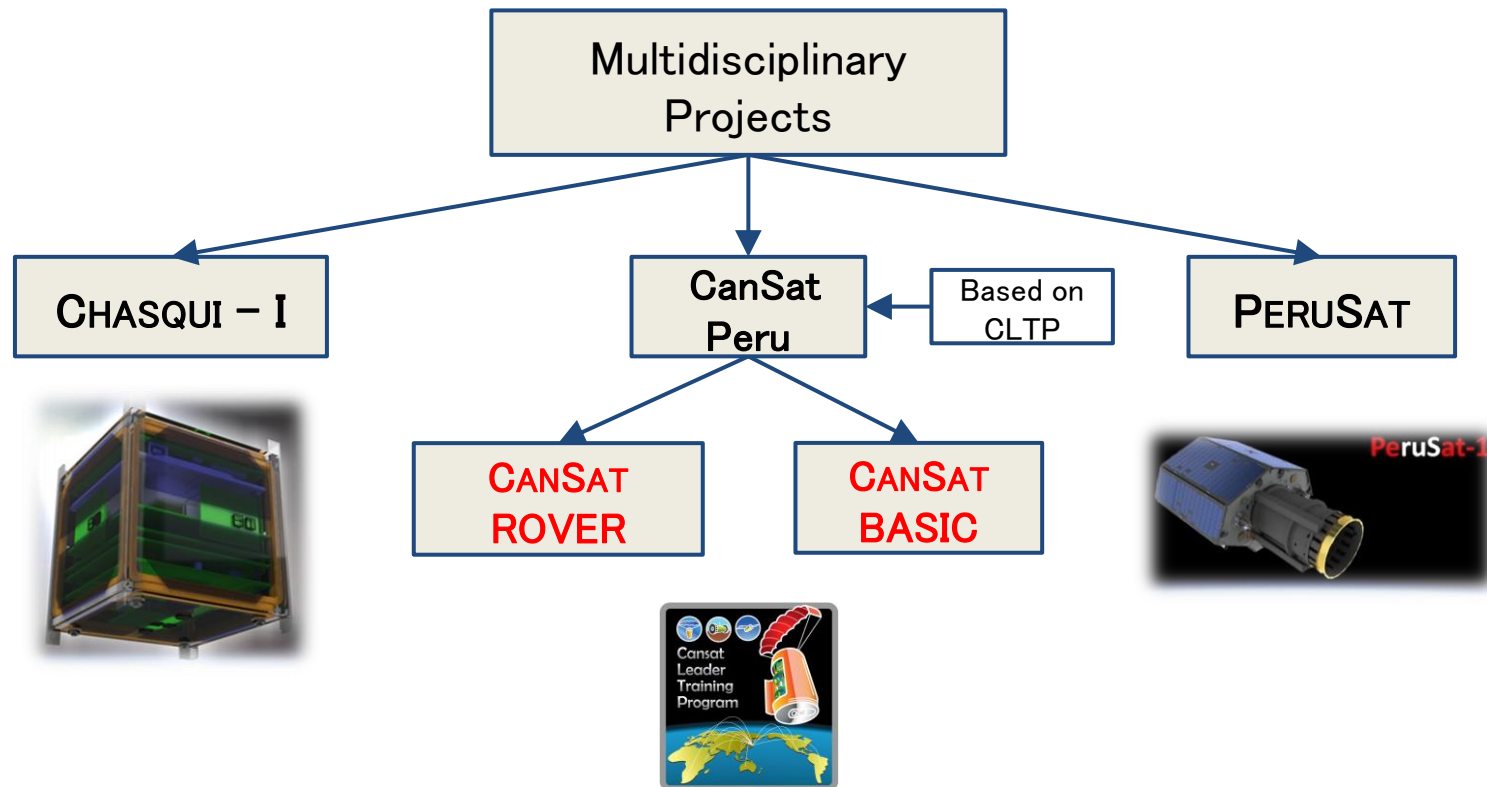 Multidisciplinary
Projects
CHASQUI – I
CanSat
Peru
Based on
CLTP
PERUSAT
CANSAT
ROVER
CANSAT
BASIC
PeruSat-1
Cansat
Leader
Training
Program